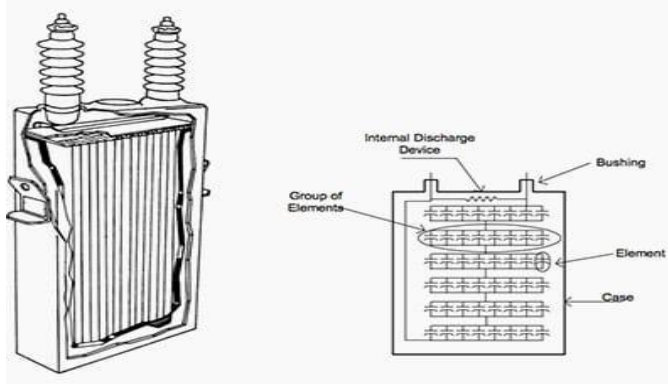 Internal Discharge
Device
Bushing
Group of
Elements
Element
Case